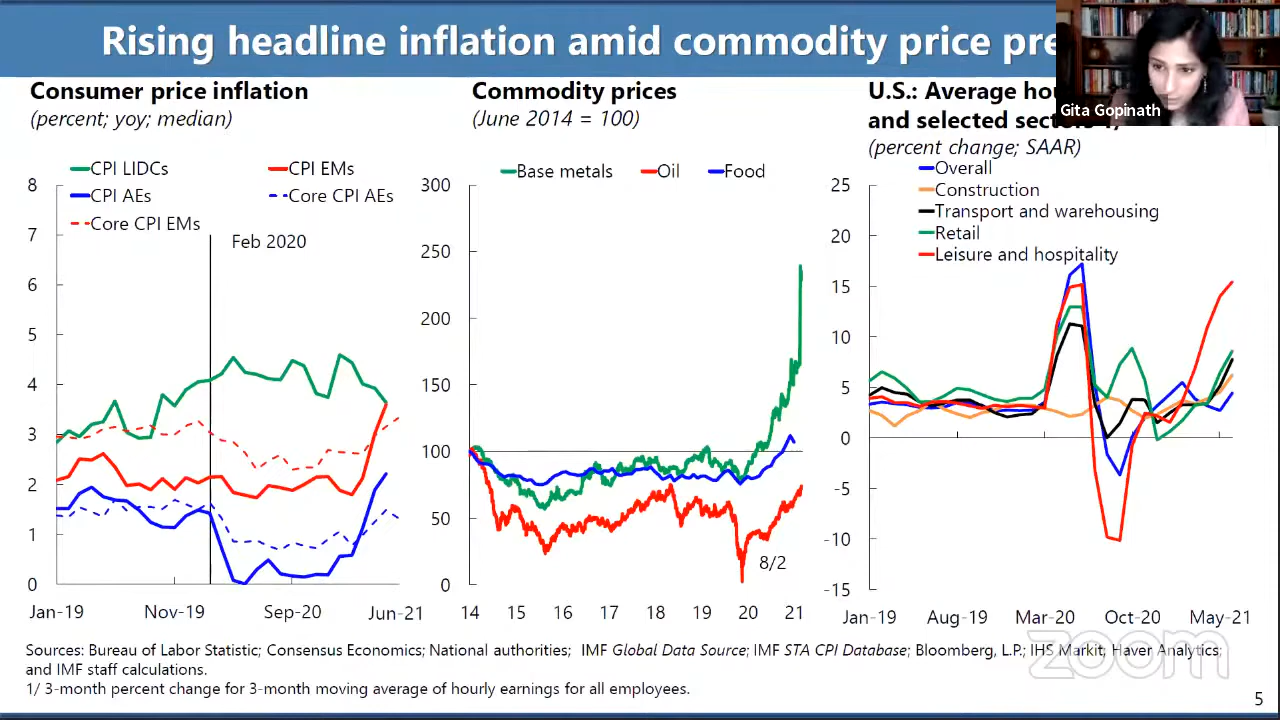 Rising headline inflation amid commodity price pre
Gita Gopinath
Consumer price inflation
(percent; yoy; median)
CPI LIDCs
CPI EMs
CPI AEs
Core CPI AEs
Core CPI EMs
Feb 2020
8
7
6
5
4
3
2
1
0
Jan-19
Nov-19
Sep-20
Jun-21
Commodity prices
(June 2014 = 100)
Base metals
Oil
Food
300
250
200
150
100
50
0
8/2
14
15
16
17
18
19
20
21
U.S.: Average
and selected
(percent change; SAAR)
Overall
Construction
Transport and warehousing
Retail
Leisure and hospitality
25
20
15
10
5
0
-5
-10
-15
Jan-19
Aug-19
Mar-20
Oct-20
May-21
zoom
Sources: Bureau of Labor Statistic; Consensus Economics; National authorities; IMF Global Data Source; IMF STA CPI Database; Bloomberg, L.P.; IHS Markit; Haver Analytics;
and IMF staff calculations.
1/ 3-month percent change for 3-month moving average of hourly earnings for all employees.
5